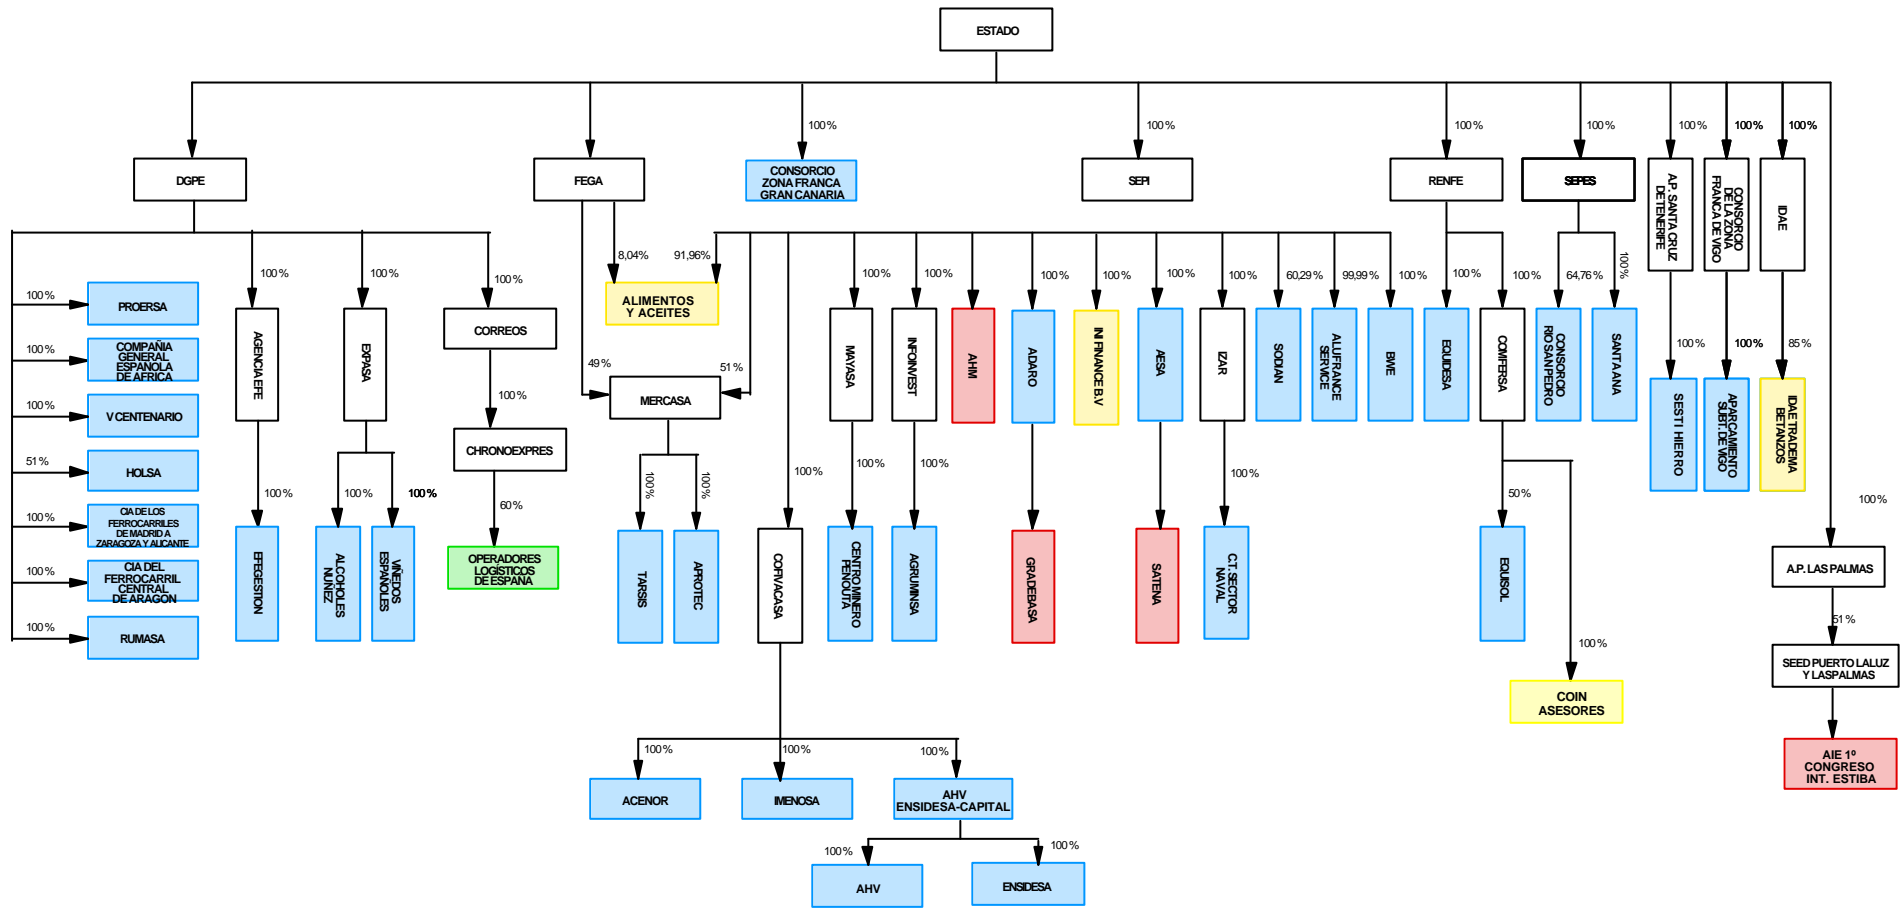 ESTADO
100%
100%
100%
100%
100%
100%
100%
DGPE
FEGA
CONSORCIO
ZONA FRANCA
GRAN CANARIA
SEPI
RENFE
SEPES
A.P. SANTA CRUZ
DE TENERIFE
CONSORCIO
DE LA ZONA
FRANCA DE VIGO
IDAE
8,04%
91,96%
100%
100%
100%
100%
PROERSA
100%
COMPAÑIA
GENERAL
ESPAÑOLA
DE AFRICA
100%
V CENTENARIO
51%
HOLSA
100%
CIA DE LOS
FERROCARRILES
DE MADRID A
ZARAGOZA Y ALICANTE
100%
CIA DEL
FERROCARRIL
CENTRAL
DE ARAGON
100%
RUMASA
AGENCIA EFE
EXPASA
CORREOS
ALIMENTOS
Y ACEITES
100%
100%
100%
100%
100%
100%
60,29%
99,99%
100%
100%
100%
64,76%
100%
MAYASA
INFOINVEST
AHM
ADARO
INI FINANCE B.V
AESA
IZAR
SODIAN
ALUFRANCE
SERVICE
BWE
EQUIDESA
COMFERSA
CONSORCIO
RIO SAN PEDRO
SANTA ANA
100%
100%
85%
49%
51%
MERCASA
100%
CHRONOEXPRES
SESTI HIERRO
APARCAMIENTO
SUBT. DE VIGO
IDAE TRADEMA
BETANZOS
100%
100%
100%
60%
100%
100%
100%
100%
100%
100%
50%
100%
EFEGESTION
ALCOHOLES
NUÑEZ
VIÑEDOS
ESPAÑOLES
OPERADORES
LOGÍSTICOS
DE ESPAÑA
TARSIS
APROTEC
COFIVACASA
CENTRO MINERO
PENOUTA
AGRUMINSA
GRADEBASA
SATENA
C.T. SECTOR
NAVAL
EQUISOL
A.P. LAS PALMAS
51%
100%
SEED PUERTO LA LUZ
Y LAS PALMAS
COIN
ASESORES
100%
100%
100%
AIE 1º
CONGRESO
INT. ESTIBA
ACENOR
IMENOSA
AHV
ENSIDESA-CAPITAL
100%
100%
AHV
ENSIDESA